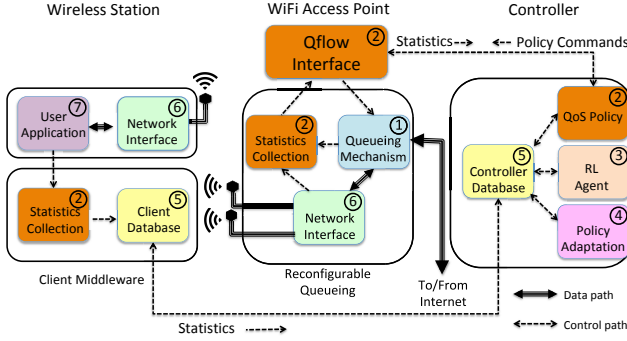 Wireless Station
WiFi Access Point
Controller
Qflow
Interface
2
Statistics
Policy Commands
7
User
Application
6
Network
Interface
2
Statistics
Collection
1
Queueing
Mechanism
6
Network
Interface
2
QoS Policy
5
Controller
Database
3
RL
Agent
4
Policy
Adaptation
2
Statistics
Collection
5
Client
Database
Client Middleware
Reconfigurable
Queueing
To/From
Internet
Data path
Control path
Statistics